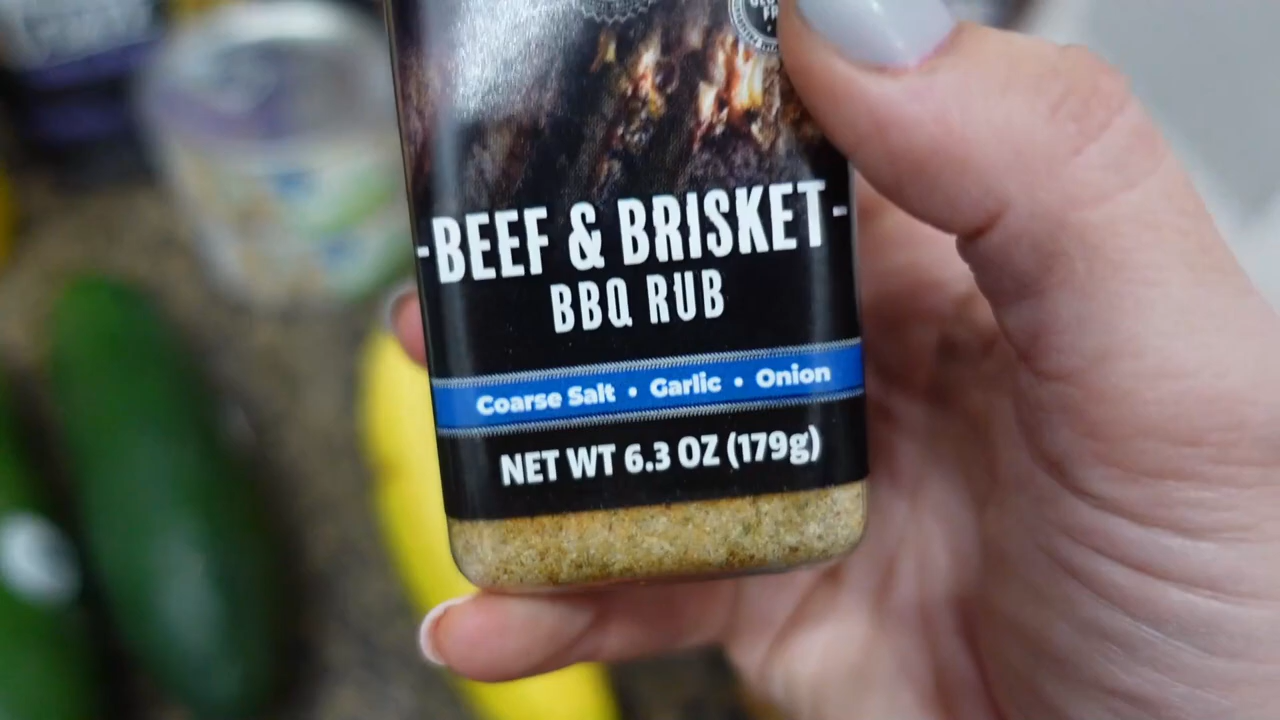 -BEEF & BRISKET-
BBQ RUB
Coarse Salt • Garlic • Onion
NET WT 6.3 OZ (179g)